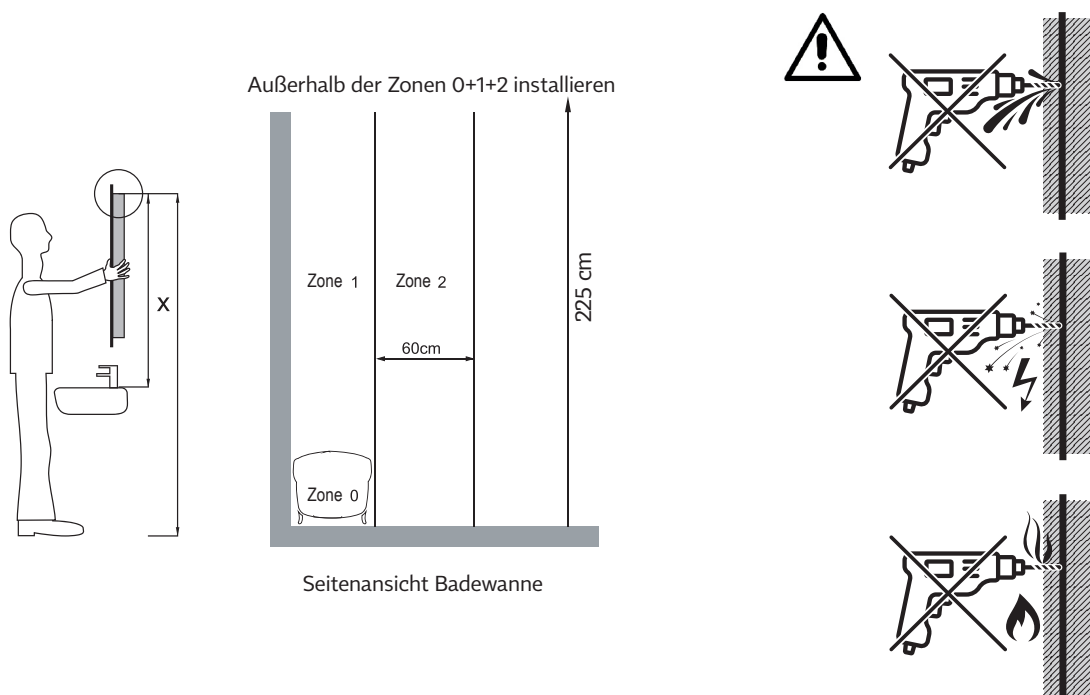 Außerhalb der Zonen 0+1+2 installieren
X
Zone 1
Zone 2
225 cm
60cm
Zone 0
Seitenansicht Badewanne